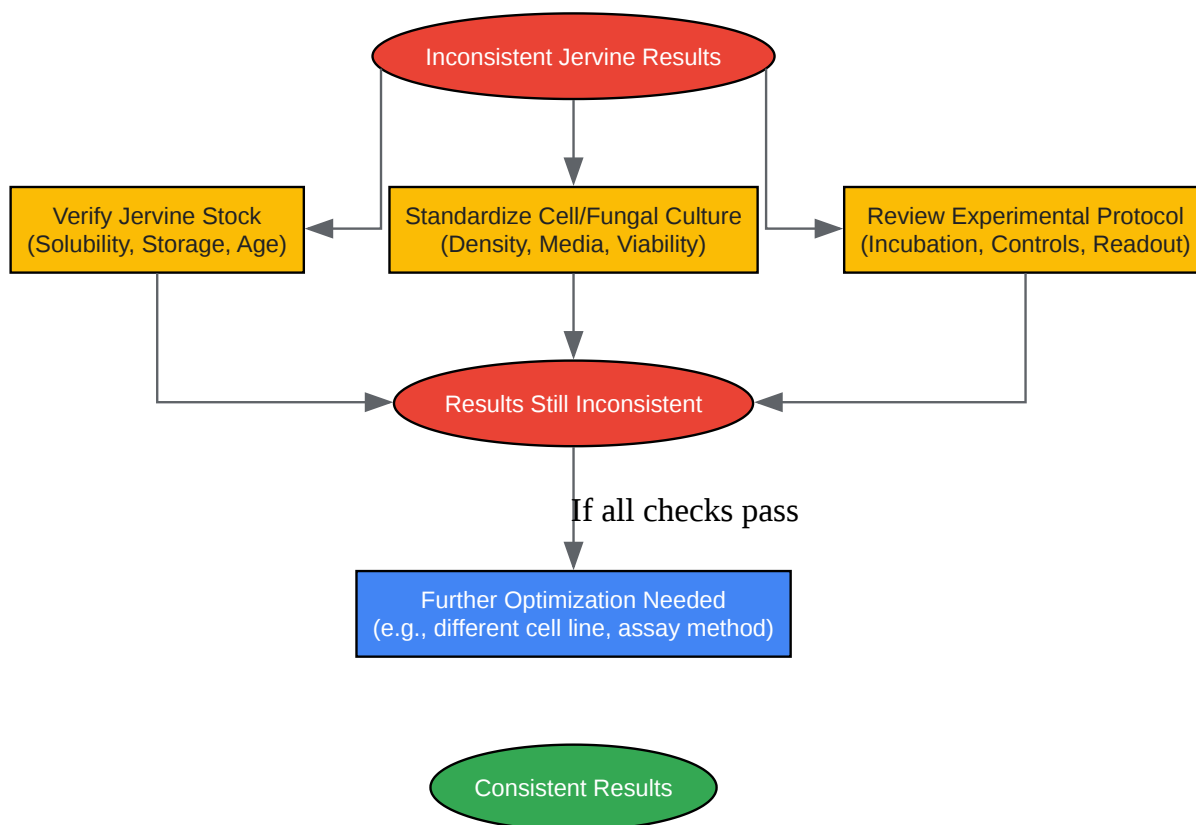 Inconsistent Jervine Results
Verify Jervine Stock
(Solubility, Storage, Age)
Standardize Cell/Fungal Culture
(Density, Media, Viability)
Review Experimental Protocol
(Incubation, Controls, Readout)
Results Still Inconsistent
If all checks pass
Further Optimization Needed
(e.g., different cell line, assay method)
Consistent Results